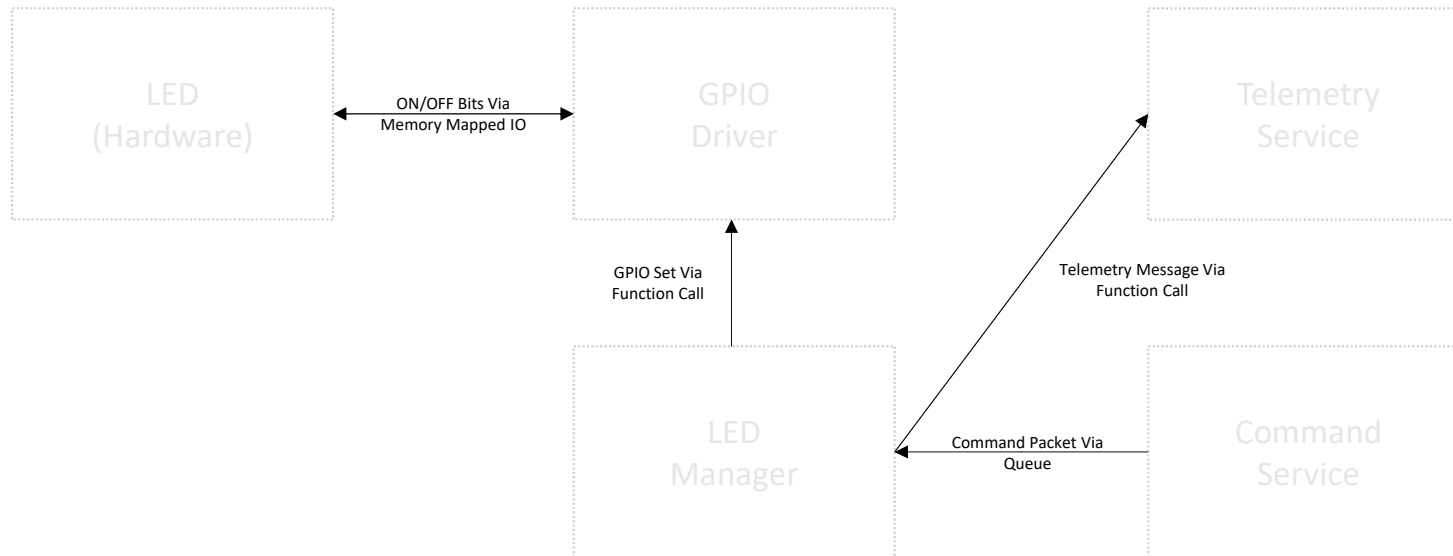 LED
(Hardware)
ON/OFF Bits Via
Memory Mapped IO
GPIO
Driver
Telemetry
Service
GPIO Set Via
Function Call
Telemetry Message Via
Function Call
LED
Manager
Command Packet Via
Queue
Command
Service